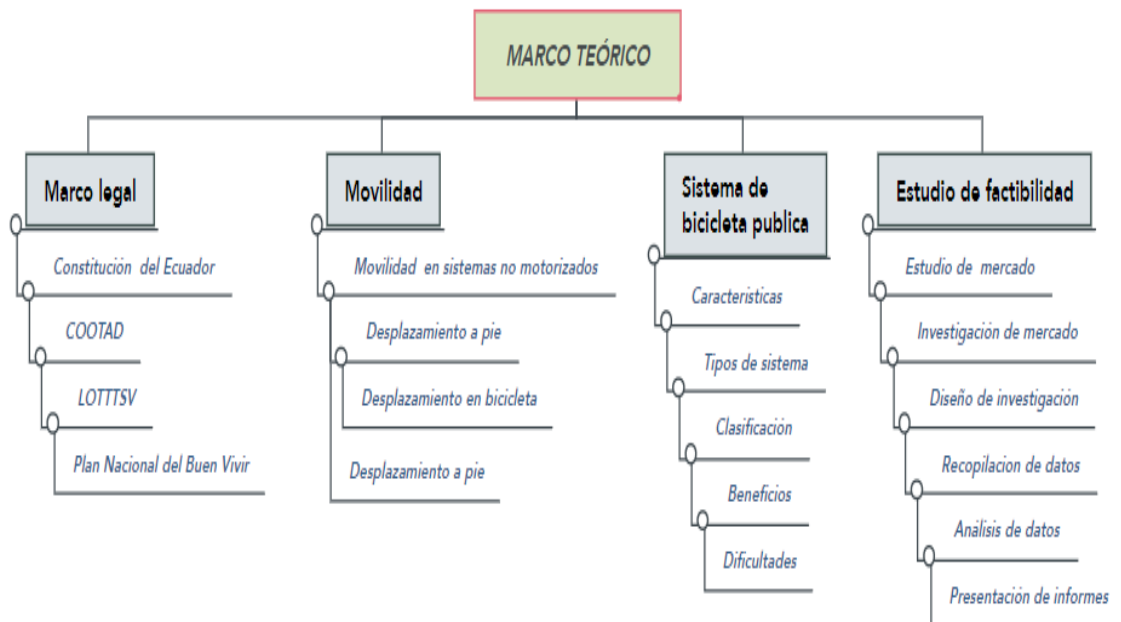 MARCO TEÓRICO
Marco legal
Constitución del Ecuador
COOTAD
LOTTTSV
Plan Nacional del Buen Vivir
Movilidad
Movilidad en sistemas no motorizados
Desplazamiento a pie
Desplazamiento en bicicleta
Desplazamiento a pie
Sistema de
bicicleta publica
Características
Tipos de sistema
Clasificación
Beneficios
Dificultades
Estudio de factibilidad
Estudio de mercado
Investigación de mercado
Diseño de investigación
Recopilacion de datos
Análisis de datos
Presentación de informes